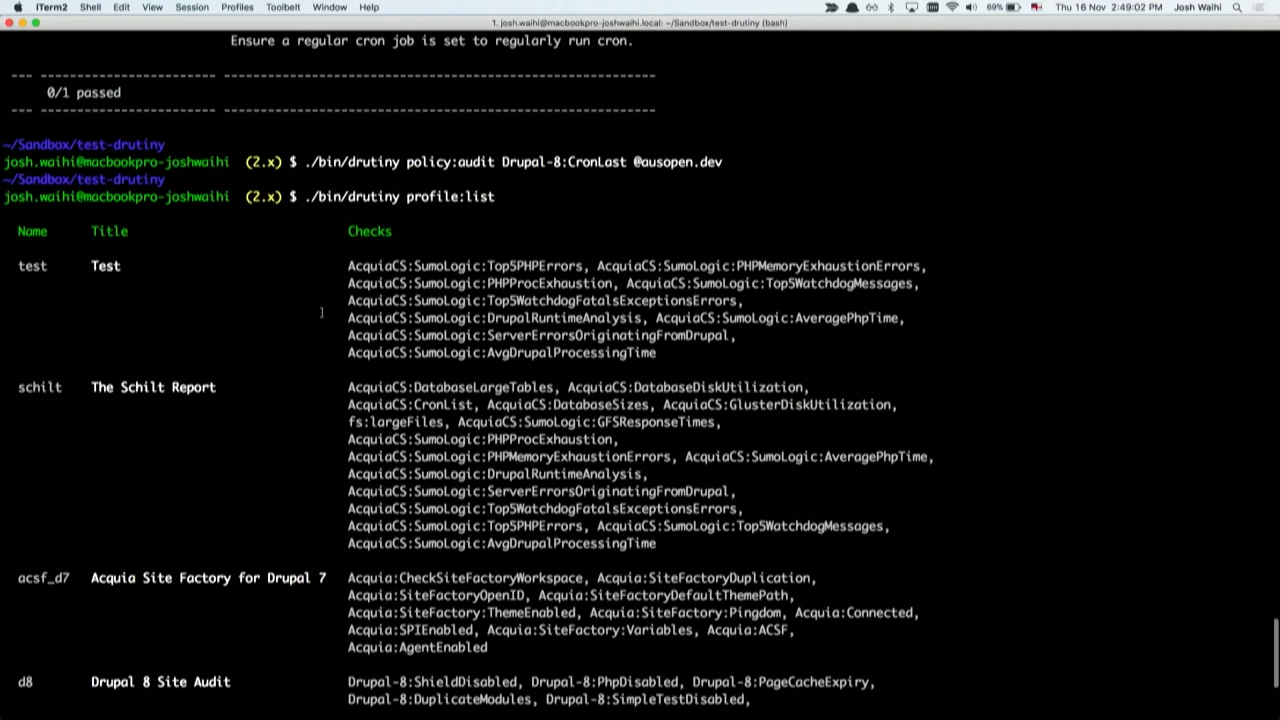 iTerm2 Shell Edit View Session Profiles Toolbelt Window Help 69% Thu 16 Nov 2:49:02 PM Josh Waihi
1. josh.waihi@macbookpro-joshwaihi.local: ~/Sandbox/test-drutiny (bash)
Ensure a regular cron job is set to regularly run cron.
--- ------------------------ ------------------------------------------------------------
0/1 passed
--- ------------------------ ------------------------------------------------------------
~/Sandbox/test-drutiny
josh.waihi@macbookpro-joshwaihi (2.x) $ ./bin/drutiny policy:audit Drupal-8:CronLast @ausopen.dev
~/Sandbox/test-drutiny
josh.waihi@macbookpro-joshwaihi (2.x) $ ./bin/drutiny profile:list
Name Title Checks
test Test AcquiaCS:SumoLogic:Top5PHPErrors, AcquiaCS:SumoLogic:PHPMemoryExhaustionErrors,
AcquiaCS:SumoLogic:PHPProcExhaustion, AcquiaCS:SumoLogic:Top5WatchdogMessages,
AcquiaCS:SumoLogic:Top5WatchdogFatalsExceptionsErrors,
AcquiaCS:SumoLogic:DrupalRuntimeAnalysis, AcquiaCS:SumoLogic:AveragePhpTime,
AcquiaCS:SumoLogic:ServerErrorsOriginatingFromDrupal,
AcquiaCS:SumoLogic:AvgDrupalProcessingTime
schilt The Schilt Report AcquiaCS:DatabaseLargeTables, AcquiaCS:DatabaseDiskUtilization,
AcquiaCS:CronList, AcquiaCS:DatabaseSizes, AcquiaCS:GlusterDiskUtilization,
fs:largeFiles, AcquiaCS:SumoLogic:GFSResponseTimes,
AcquiaCS:SumoLogic:PHPProcExhaustion,
AcquiaCS:SumoLogic:PHPMemoryExhaustionErrors, AcquiaCS:SumoLogic:AveragePhpTime,
AcquiaCS:SumoLogic:DrupalRuntimeAnalysis,
AcquiaCS:SumoLogic:ServerErrorsOriginatingFromDrupal,
AcquiaCS:SumoLogic:Top5WatchdogFatalsExceptionsErrors,
AcquiaCS:SumoLogic:Top5PHPErrors, AcquiaCS:SumoLogic:Top5WatchdogMessages,
AcquiaCS:SumoLogic:AvgDrupalProcessingTime
acsf_d7 Acquia Site Factory for Drupal 7 Acquia:CheckSiteFactoryWorkspace, Acquia:SiteFactoryDuplication,
Acquia:SiteFactoryOpenID, Acquia:SiteFactoryDefaultThemePath,
Acquia:SiteFactory:ThemeEnabled, Acquia:SiteFactory:Pingdom, Acquia:Connected,
Acquia:SPIEnabled, Acquia:SiteFactory:Variables, Acquia:ACSF,
Acquia:AgentEnabled
d8 Drupal 8 Site Audit Drupal-8:ShieldDisabled, Drupal-8:PhpDisabled, Drupal-8:PageCacheExpiry,
Drupal-8:DuplicateModules, Drupal-8:SimpleTestDisabled,